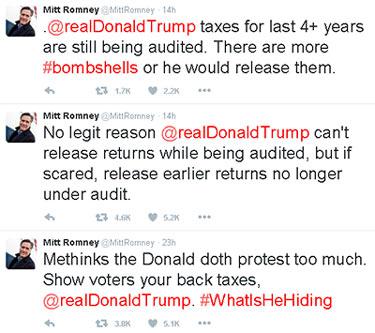 Mitt Romney @MittRomney · 14h
.@realDonaldTrump taxes for last 4+ years
are still being audited. There are more
#bombshells or he would release them.
1.7K 2.2K
Mitt Romney @MittRomney · 14h
No legit reason @realDonaldTrump can't
release returns while being audited, but if
scared, release earlier returns no longer
under audit.
4.6K 5.2K
Mitt Romney @MittRomney · 23h
Methinks the Donald doth protest too much.
Show voters your back taxes,
@realDonaldTrump. #WhatIsHeHiding
3.8K 5.1K